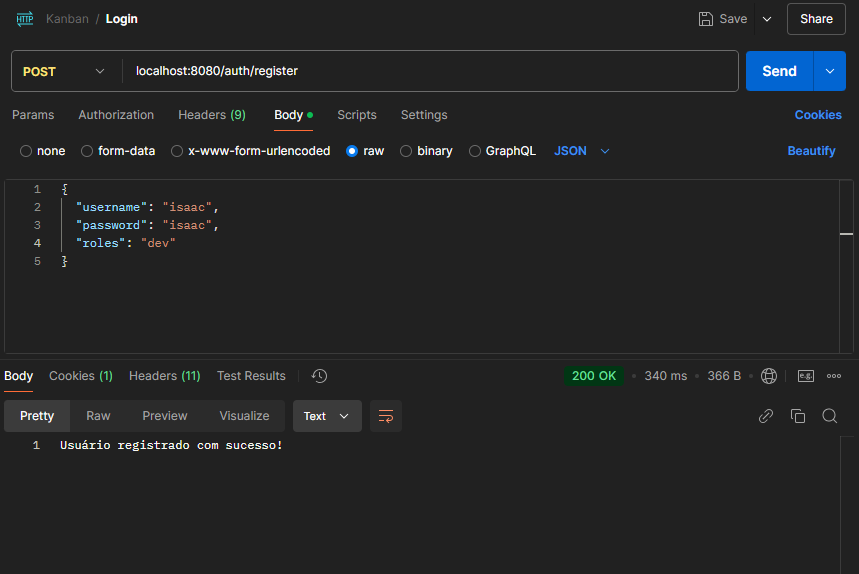 HTTP Kanban / Login Save Share
POST localhost:8080/auth/register Send
Params Authorization Headers (9) Body Scripts Settings Cookies
none form-data x-www-form-urlencoded raw binary GraphQL JSON Beautify
1 {
2 "username": "isaac",
3 "password": "isaac",
4 "roles": "dev"
5 }
Body Cookies (1) Headers (11) Test Results 200 OK • 340 ms • 366 B • e.g.
Pretty Raw Preview Visualize Text
1 Usuário registrado com sucesso!